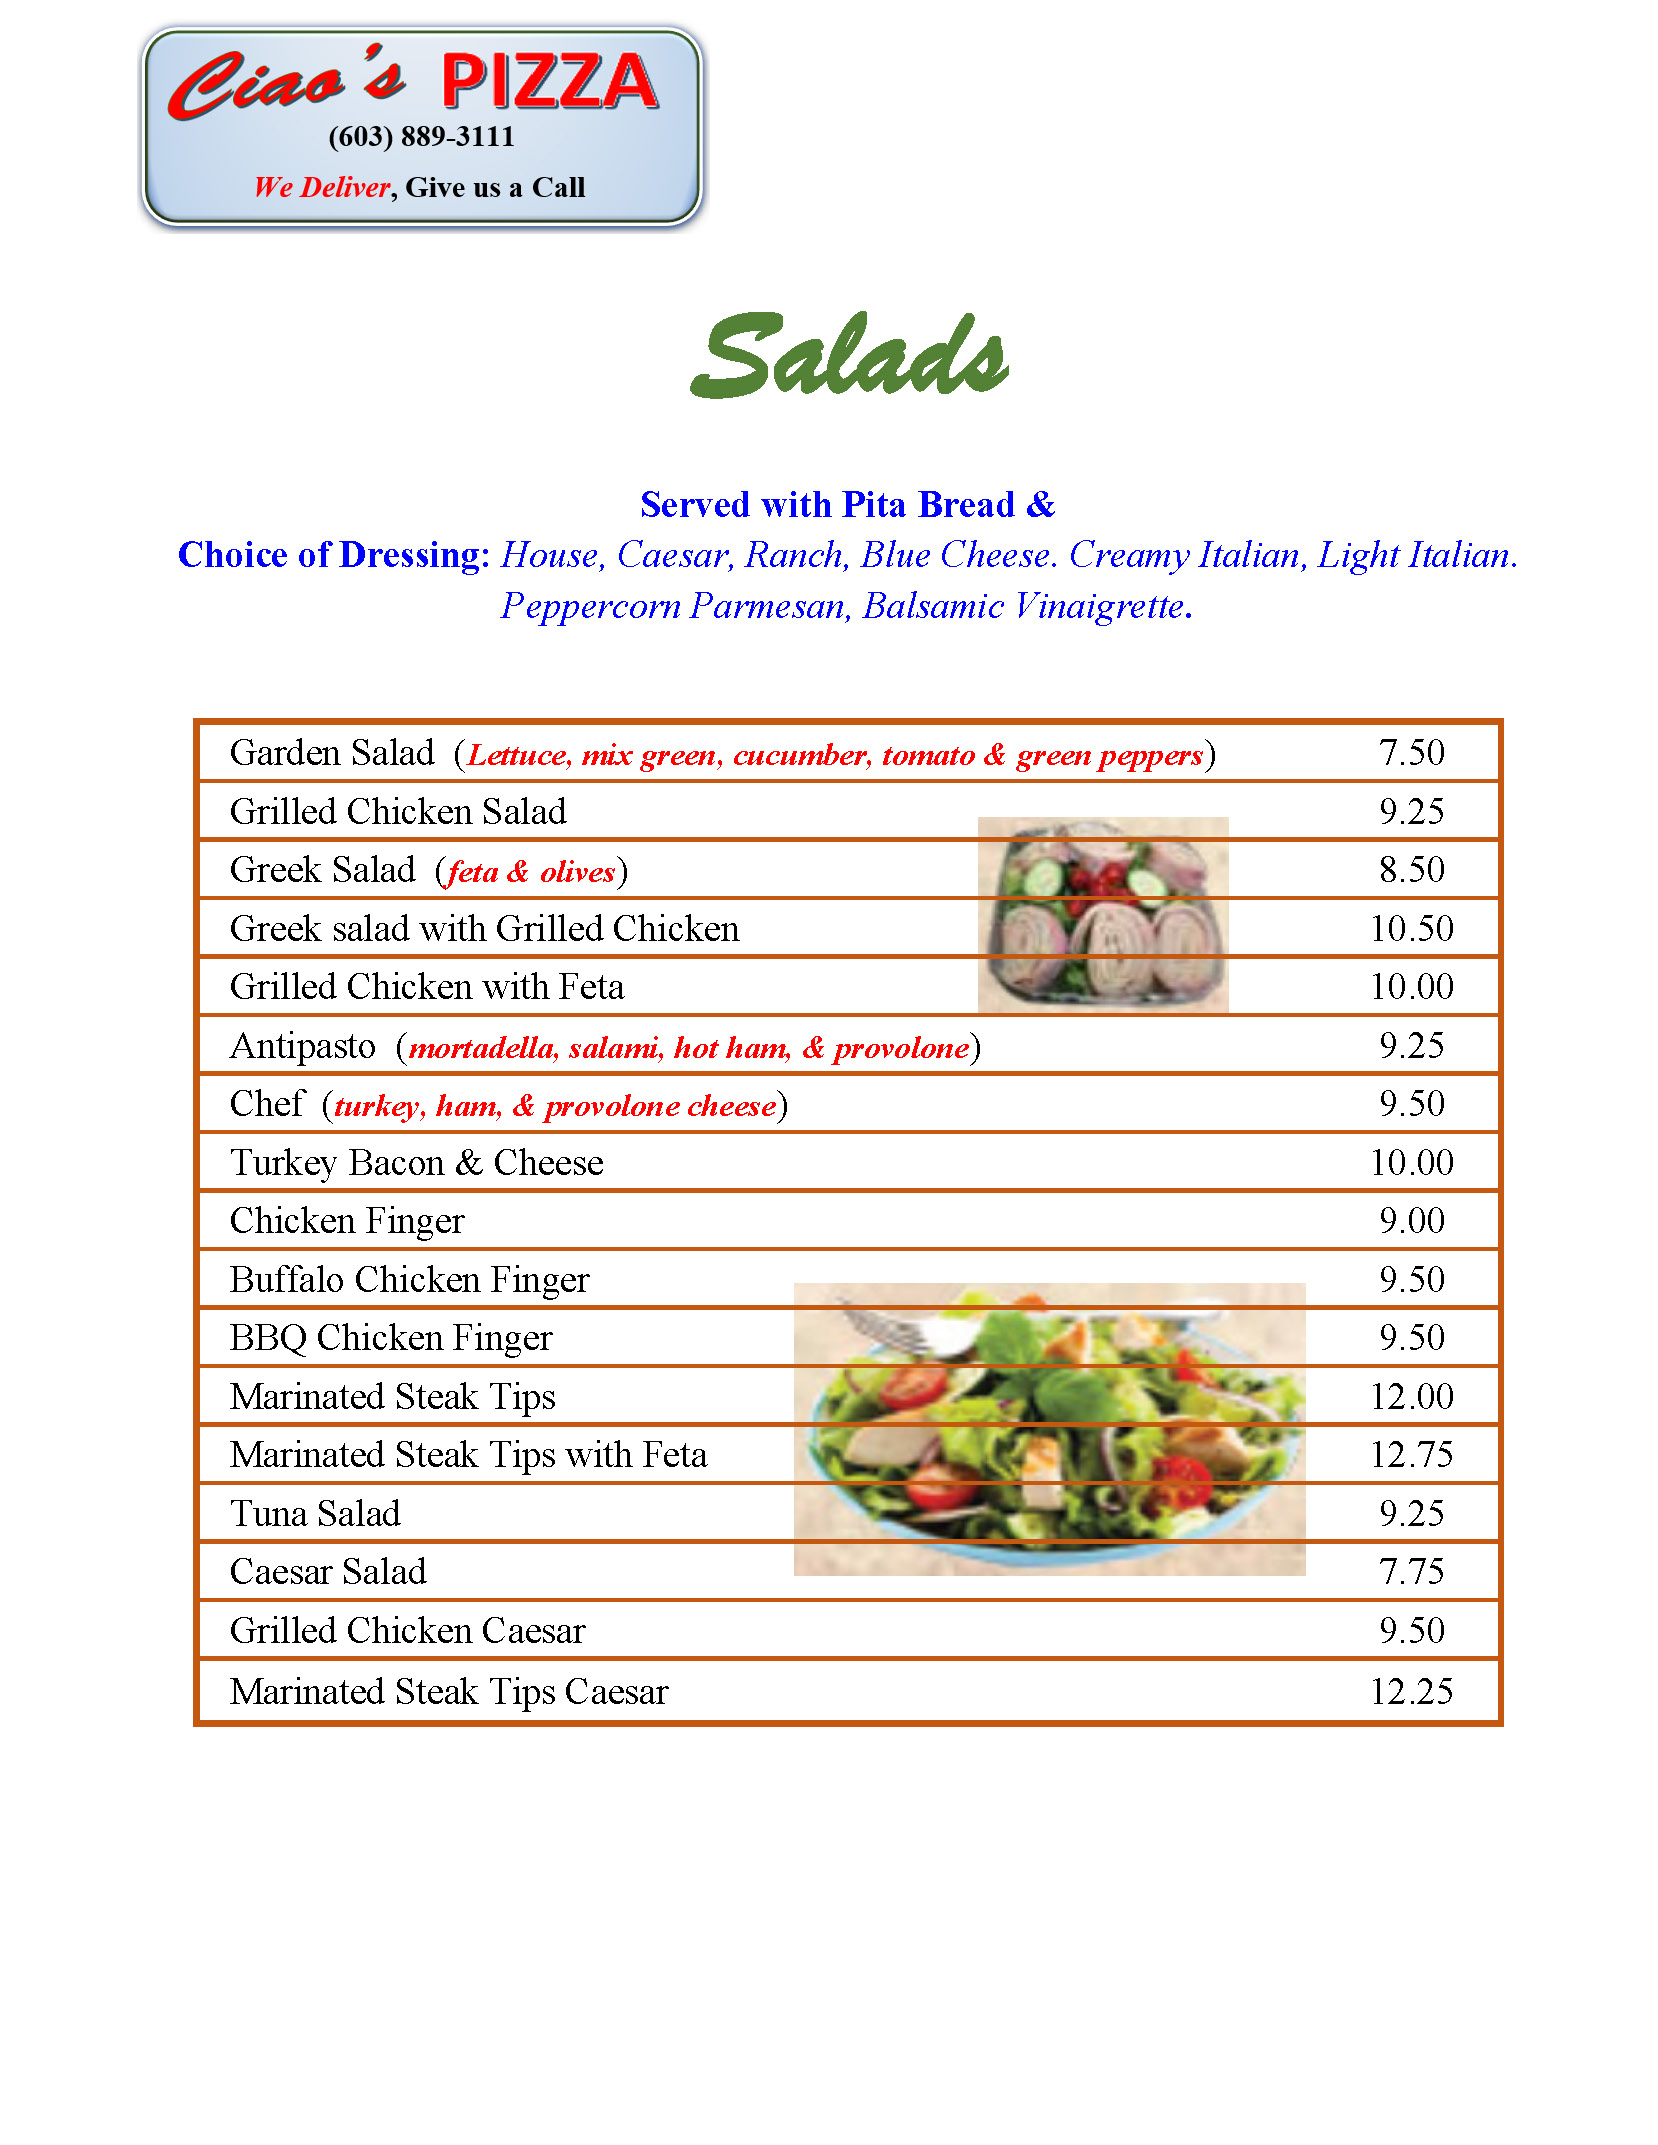 Ciao's PIZZA
(603) 889-3111
We Deliver, Give us a Call
Salads
Served with Pita Bread &
Choice of Dressing: House, Caesar, Ranch, Blue Cheese. Creamy Italian, Light Italian.
Peppercorn Parmesan, Balsamic Vinaigrette.
Garden Salad (Lettuce, mix green, cucumber, tomato & green peppers) 7.50
Grilled Chicken Salad 9.25
Greek Salad (feta & olives) 8.50
Greek salad with Grilled Chicken 10.50
Grilled Chicken with Feta 10.00
Antipasto (mortadella, salami, hot ham, & provolone) 9.25
Chef (turkey, ham, & provolone cheese) 9.50
Turkey Bacon & Cheese 10.00
Chicken Finger 9.00
Buffalo Chicken Finger 9.50
BBQ Chicken Finger 9.50
Marinated Steak Tips 12.00
Marinated Steak Tips with Feta 12.75
Tuna Salad 9.25
Caesar Salad 7.75
Grilled Chicken Caesar 9.50
Marinated Steak Tips Caesar 12.25